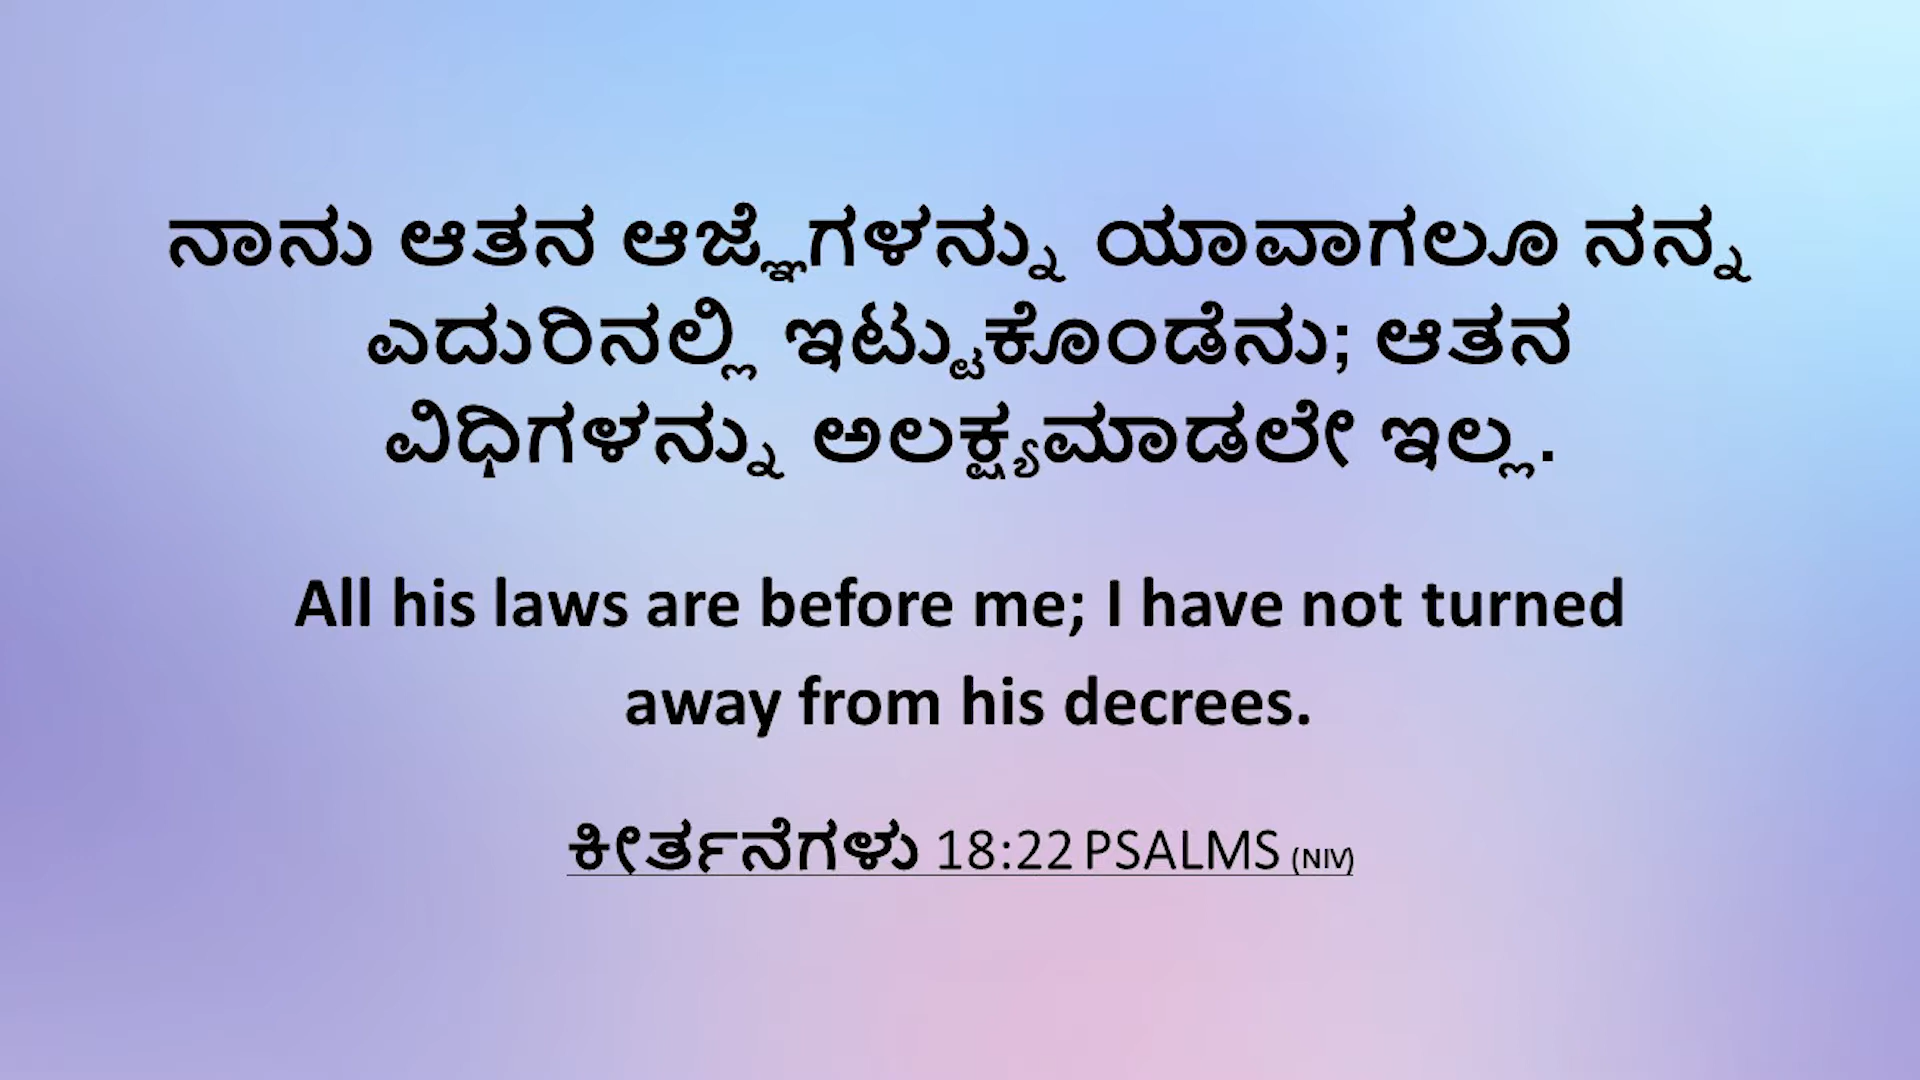 ನಾನು ಆತನ ಆಜ್ಞೆಗಳನ್ನು ಯಾವಾಗಲೂ ನನ್ನ
ಎದುರಿನಲ್ಲಿ ಇಟ್ಟುಕೊಂಡೆನು; ಆತನ
ವಿಧಿಗಳನ್ನು ಅಲಕ್ಷ್ಯಮಾಡಲೇ ಇಲ್ಲ.
All his laws are before me; I have not turned
away from his decrees.
ಕೀರ್ತನೆಗಳು 18:22 PSALMS (NIV)